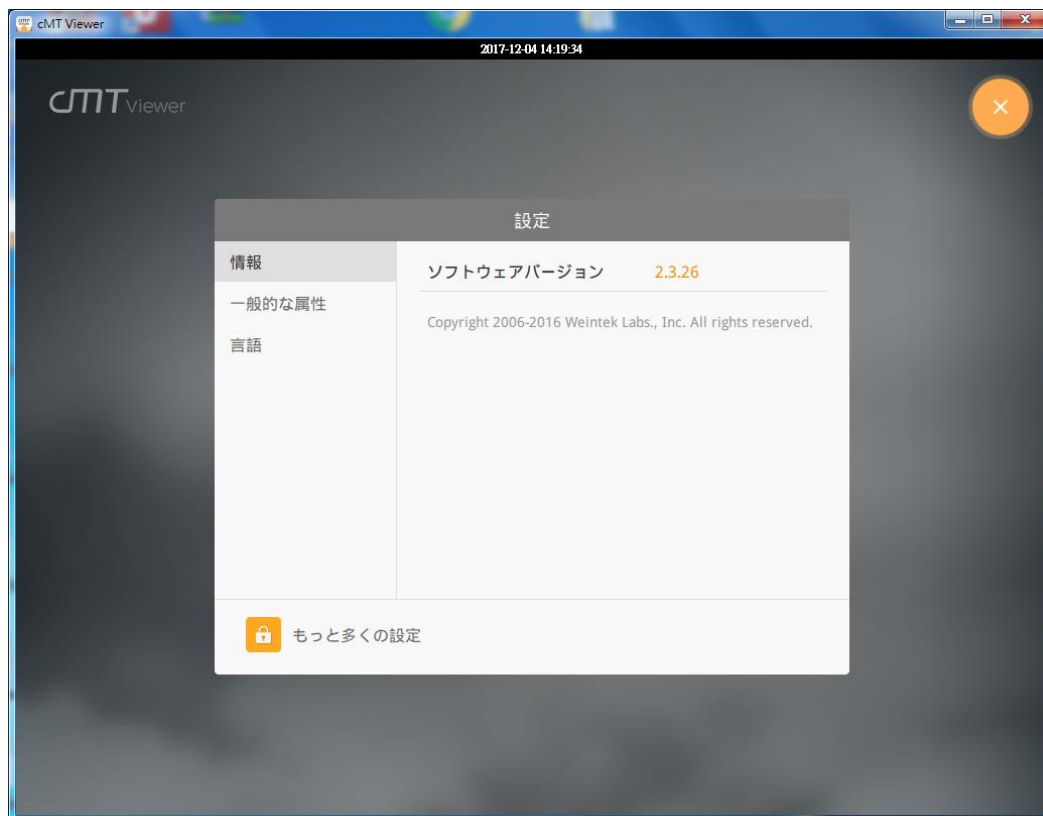 cMT Viewer
2017-12-04 14:19:34
cMT Viewer
設定
情報
ソフトウェアバージョン 2.3.26
一般的な属性
Copyright 2006-2016 Weintek Labs., Inc. All rights reserved.
言語
もっと多くの設定